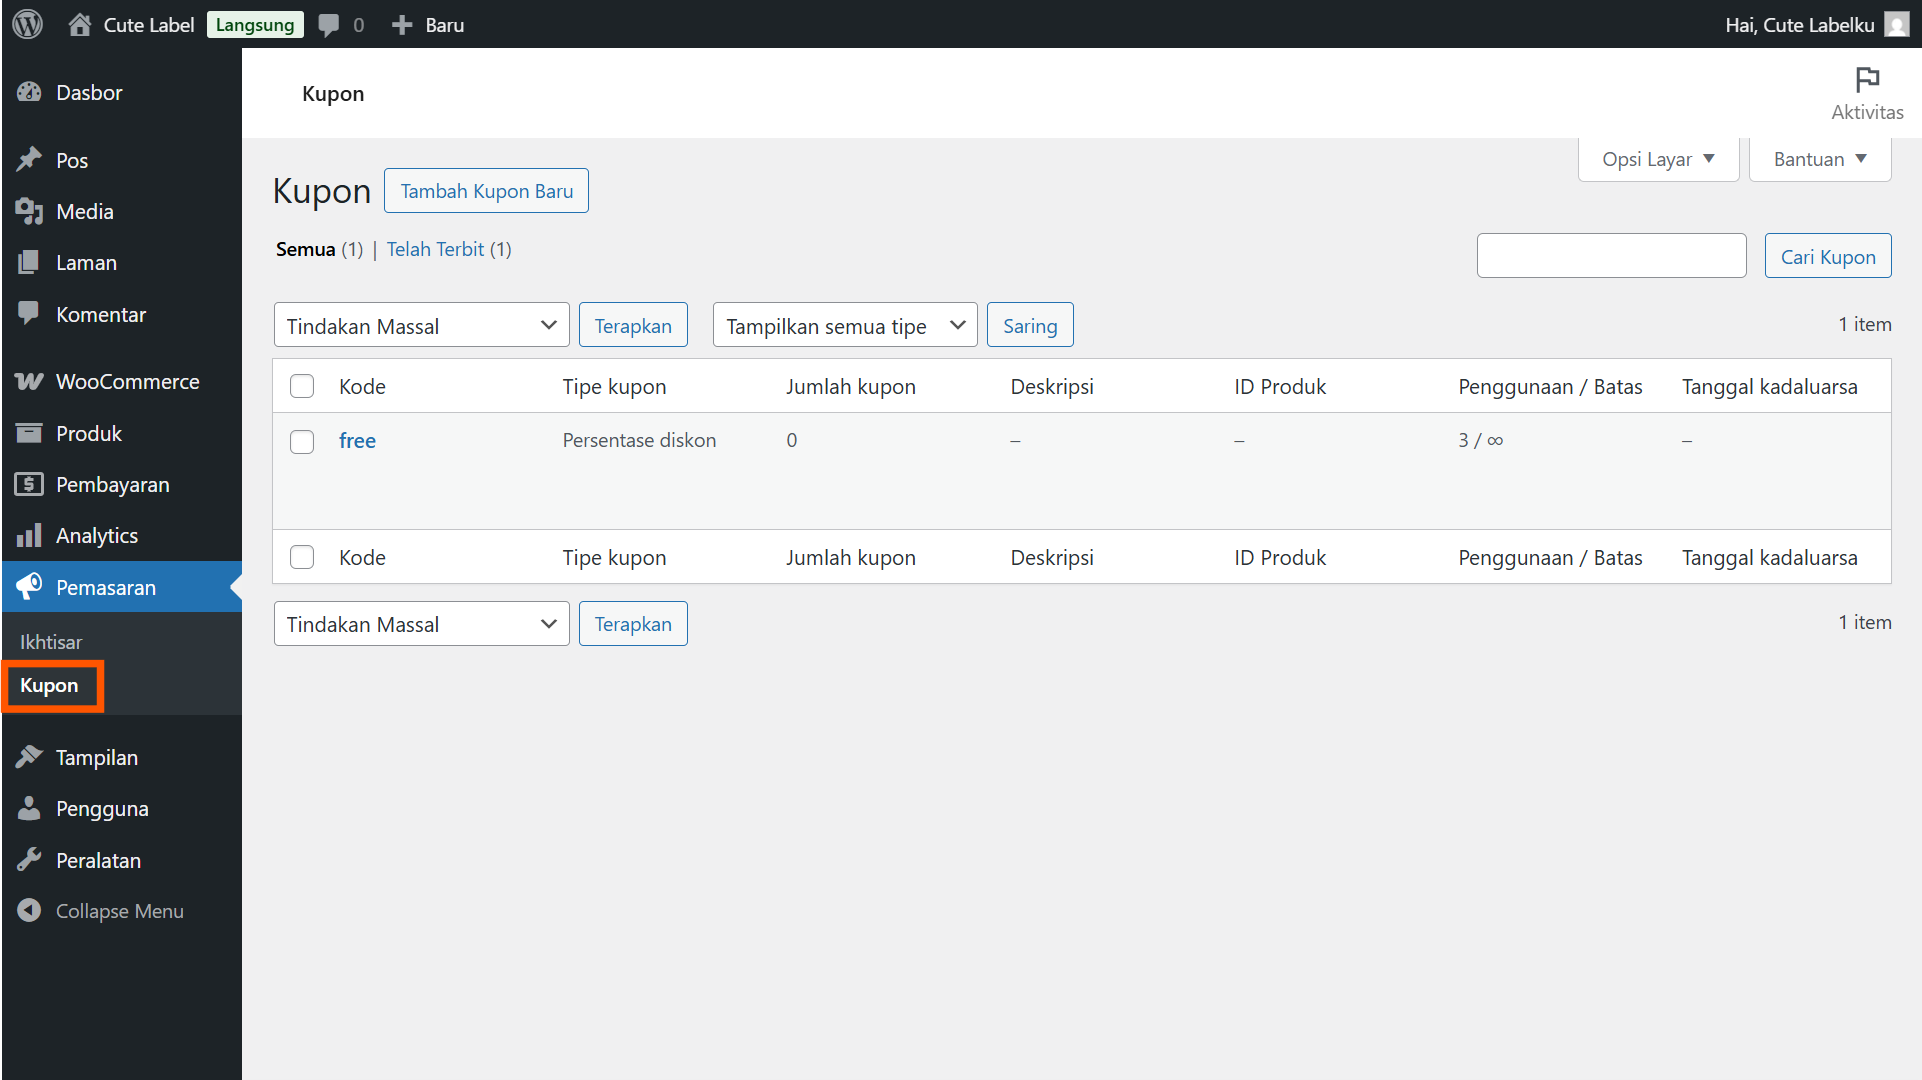 Cute Label Langsung 0 Baru Hai, Cute Labelku
Dasbor
Pos
Media
Laman
Komentar
WooCommerce
Produk
Pembayaran
Analytics
Pemasaran
Ikhtisar
Kupon
Tampilan
Pengguna
Peralatan
Collapse Menu
Kupon
Aktivitas
Opsi Layar Bantuan
Kupon Tambah Kupon Baru
Semua (1) | Telah Terbit (1)
Cari Kupon
Tindakan Massal Terapkan Tampilkan semua tipe Saring 1 item
Kode Tipe kupon Jumlah kupon Deskripsi ID Produk Penggunaan / Batas Tanggal kadaluarsa
free Persentase diskon 0 – – 3 / ∞ –
Kode Tipe kupon Jumlah kupon Deskripsi ID Produk Penggunaan / Batas Tanggal kadaluarsa
Tindakan Massal Terapkan 1 item